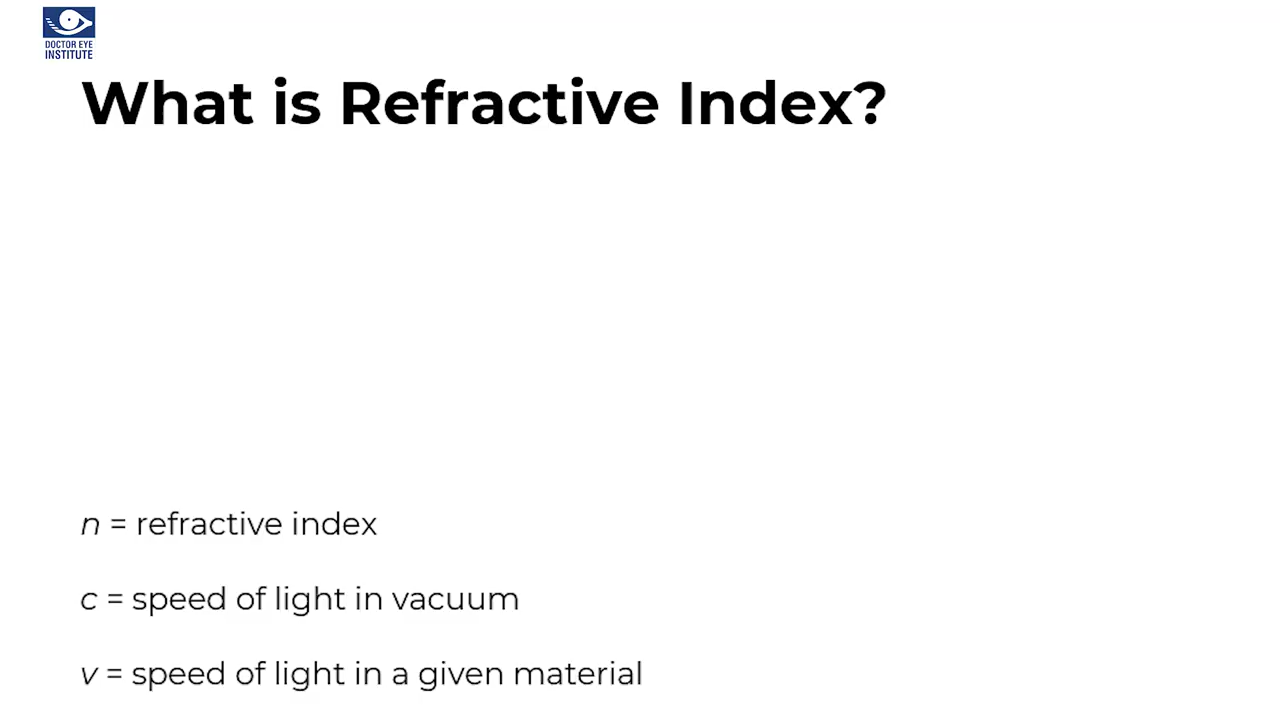 DOCTOR EYE
INSTITUTE
What is Refractive Index?
n = refractive index
c = speed of light in vacuum
v = speed of light in a given material